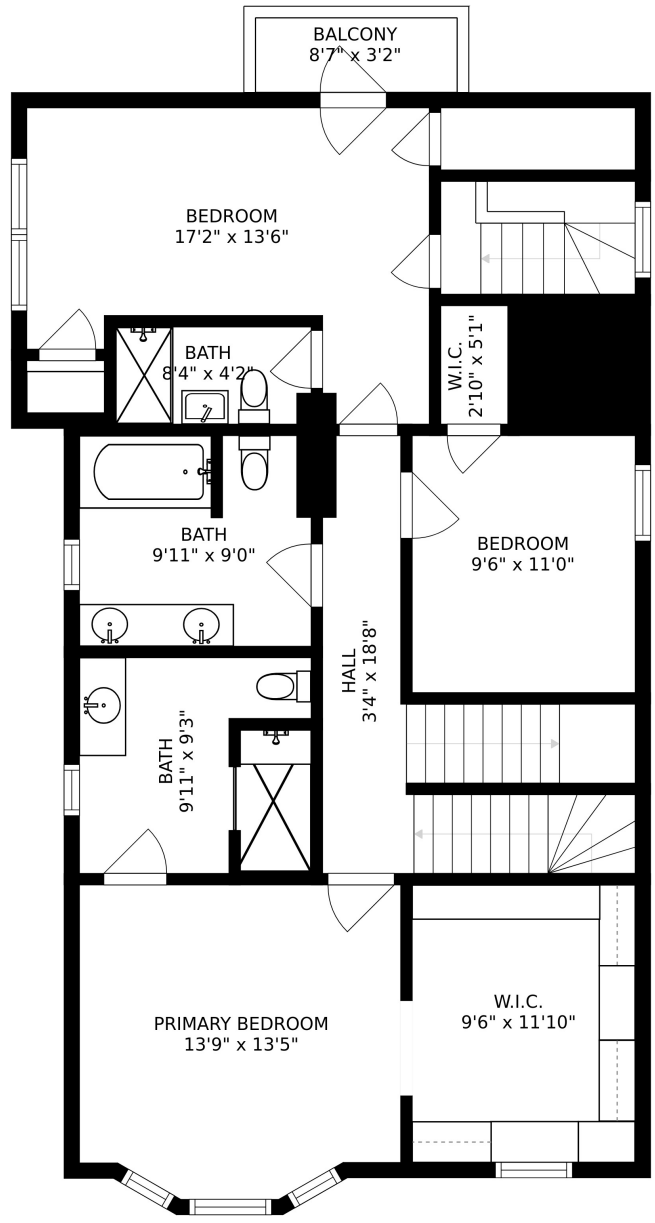 BALCONY
8'7" x 3'2"
BEDROOM
17'2" x 13'6"
BATH
8'4" x 4'2"
W.I.C.
2'10" x 5'1"
BATH
9'11" x 9'0"
BEDROOM
9'6" x 11'0"
HALL
3'4" x 18'8"
BATH
9'11" x 9'3"
W.I.C.
9'6" x 11'10"
PRIMARY BEDROOM
13'9" x 13'5"